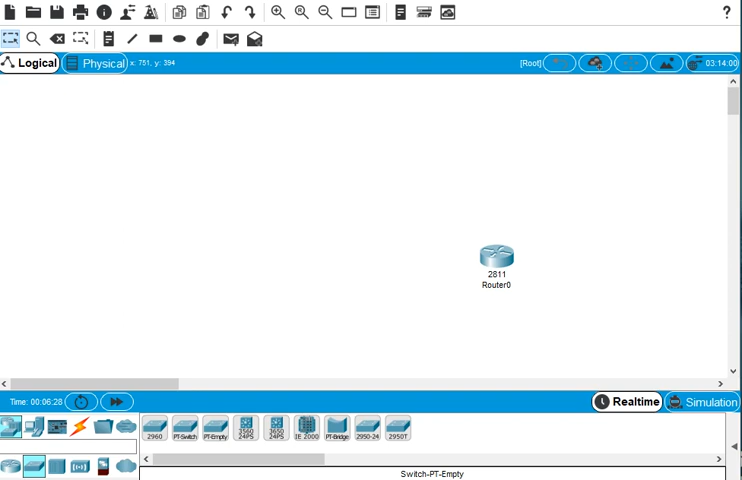 ?
Logical
Physical
x: 751, y: 394
[Root]
03:14:00
2811
Router0
Time: 00:06:28
Realtime
Simulation
2960
PT-Switch
PT-Empty
3560
24PS
3650
24PS
IE 2000
PT-Bridge
2950-24
2950T
Switch-PT-Empty